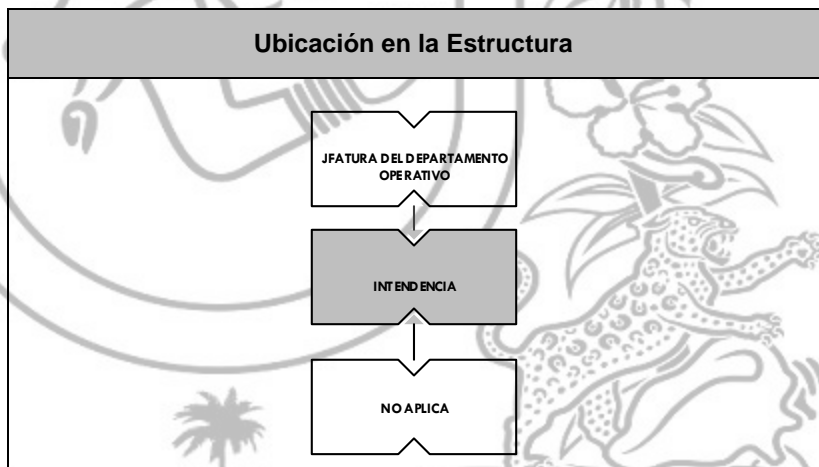 Ubicación en la Estructura
JFATURA DEL DEPARTAMENTO
OPERATIVO
INTENDENCIA
NO APLICA